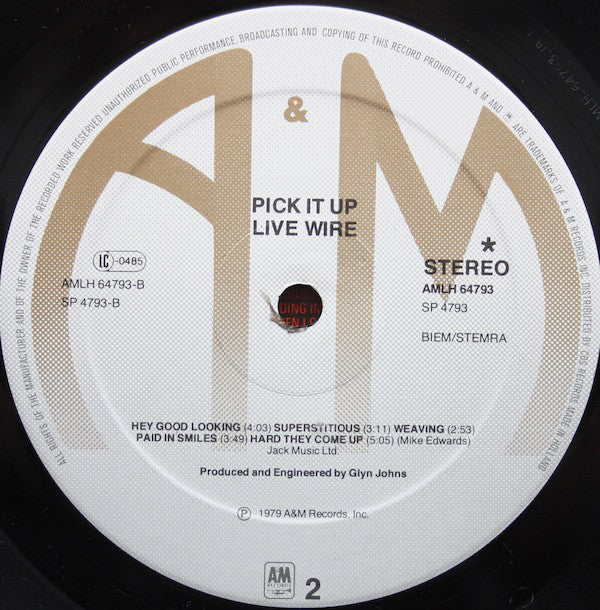 ALL RIGHTS OF THE MANUFACTURER AND OF THE OWNER OF THE RECORDED WORK RESERVED UNAUTHORIZED PUBLIC PERFORMANCE, BROADCASTING AND COPYING OF THIS RECORD PROHIBITED A & M AND * ARE TRADEMARKS OF A & M RECORDS INC. DISTRIBUTED BY CBS RECORDS MADE IN HOLLAND
A & M
PICK IT UP
LIVE WIRE
LC-0485
AMLH 64793-B
SP 4793-B
*
STEREO
AMLH 64793
SP 4793
BIEM/STEMRA
DING IN
HEY GOOD LOOKING (4:03) SUPERSTITIOUS (3:11) WEAVING (2:53)
PAID IN SMILES (3:49) HARD THEY COME UP (5:05) (Mike Edwards)
Jack Music Ltd.
Produced and Engineered by Glyn Johns
Ⓟ 1979 A&M Records, Inc.
A&M
RECORDS
2